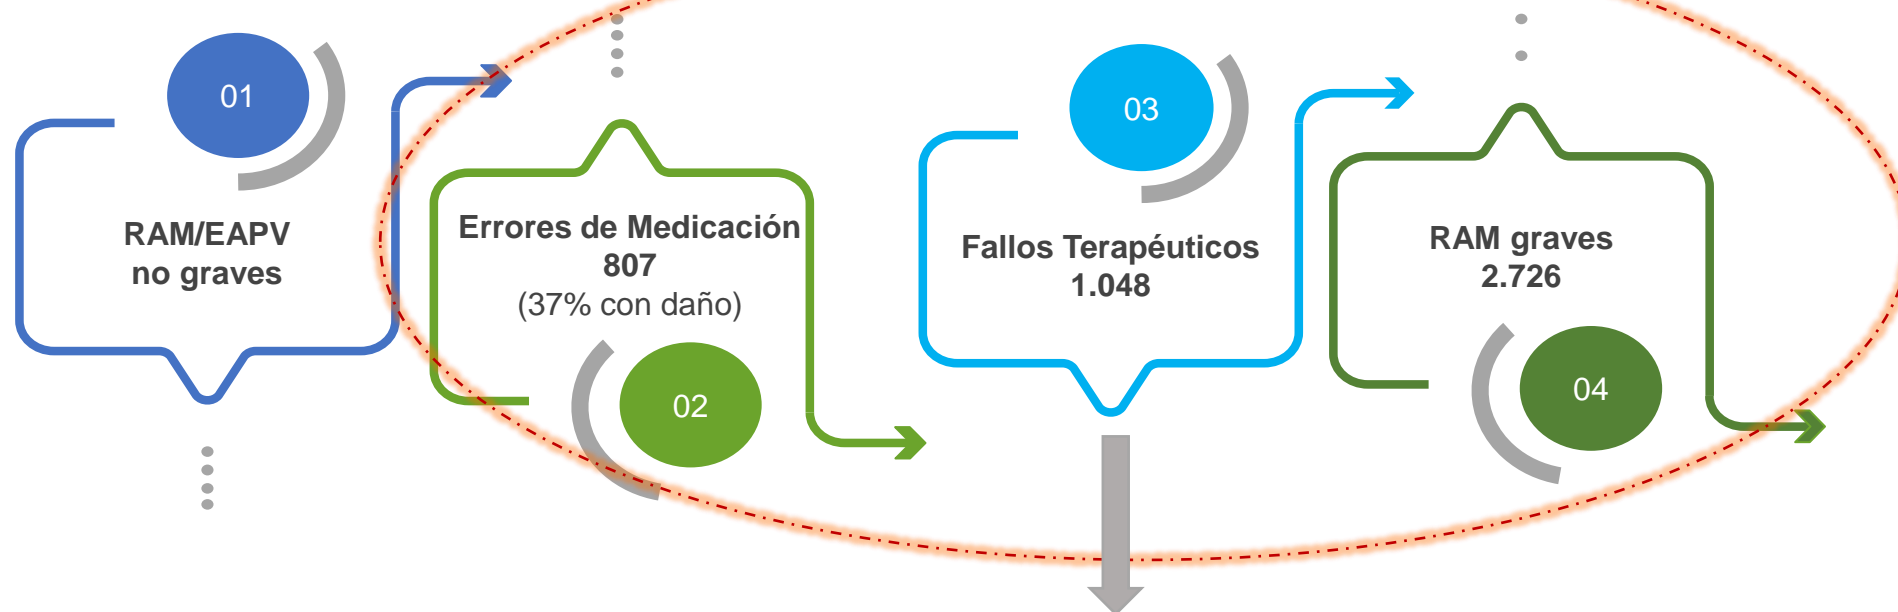 01
RAM/EAPV
no graves
Errores de Medicación
807
(37% con daño)
02
03
Fallos Terapéuticos
1.048
RAM graves
2.726
04